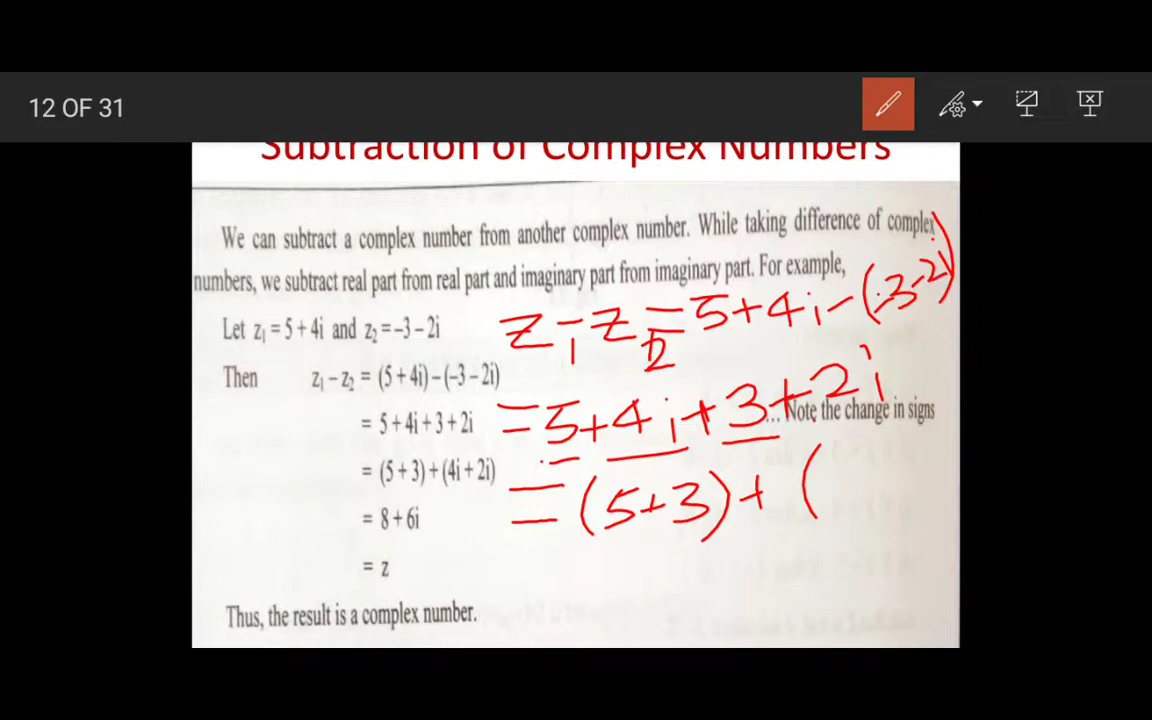 12 OF 31
Subtraction of Complex Numbers
We can subtract a complex number from another complex number. While taking difference of complex
numbers, we subtract real part from real part and imaginary part from imaginary part. For example,
Let z₁ = 5 + 4i and z₂ = –3 – 2i
z₁ - z₂ = 5 + 4i - (-3 - 2)
Then z₁ – z₂ = (5 + 4i) – (–3 – 2i)
= 5 + 4i + 3 + 2i ... Note the change in signs
= 5 + 4i + 3 + 2i
= (5 + 3) + (4i + 2i)
= (5 + 3) + (
= 8 + 6i
= z
Thus, the result is a complex number.